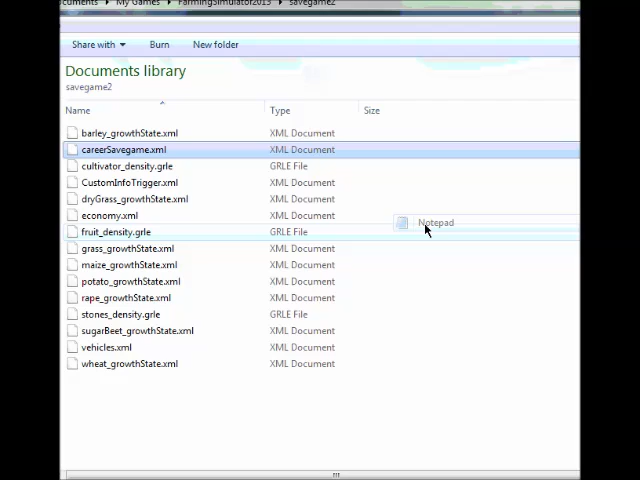 cuments ▸ My Games ▸ FarmingSimulator2013 ▸ savegame2
Share with Burn New folder
Documents library
savegame2
Name Type Size
barley_growthState.xml XML Document
careerSavegame.xml XML Document
cultivator_density.grle GRLE File
CustomInfoTrigger.xml XML Document
dryGrass_growthState.xml XML Document
economy.xml XML Document
Notepad
fruit_density.grle GRLE File
grass_growthState.xml XML Document
maize_growthState.xml XML Document
potato_growthState.xml XML Document
rape_growthState.xml XML Document
stones_density.grle GRLE File
sugarBeet_growthState.xml XML Document
vehicles.xml XML Document
wheat_growthState.xml XML Document